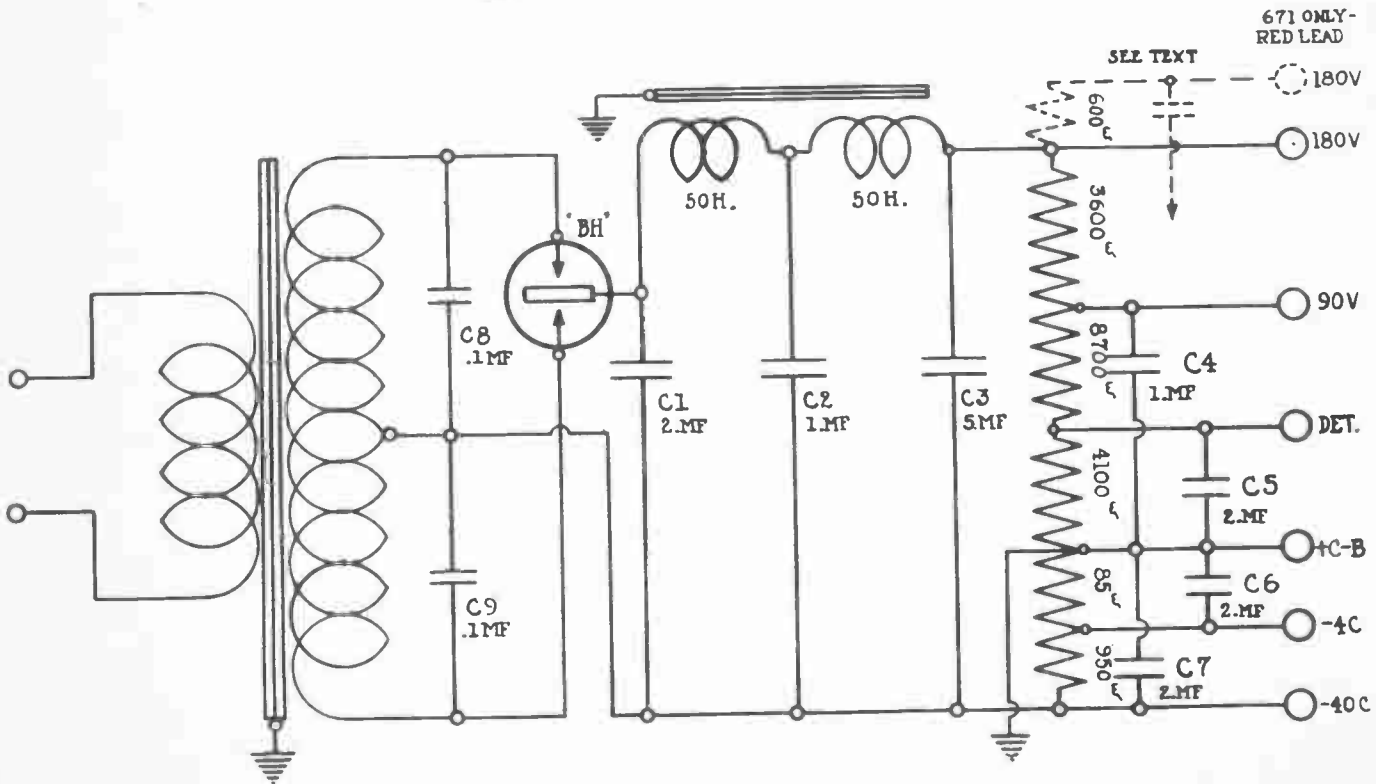 671 ONLY-
RED LEAD
SEE TEXT
180V
600
180V
"BH"
50H.
50H.
3600
90V
C8
.1MF
8700
C4
1.MF
C1
2.MF
C2
1.MF
C3
5.MF
DET.
4100
C5
2.MF
+C-B
85
C6
2.MF
C9
.1MF
-4C
950
C7
2.MF
-40C